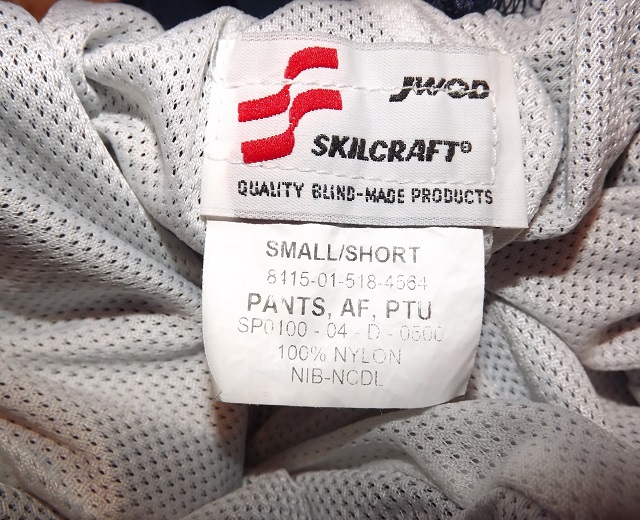 JWOD
SKILCRAFT®
QUALITY BLIND-MADE PRODUCTS
SMALL/SHORT
8415-01-518-4564
PANTS, AF, PTU
SP0100 - 04 - D - 0500
100% NYLON
NIB-NCDL